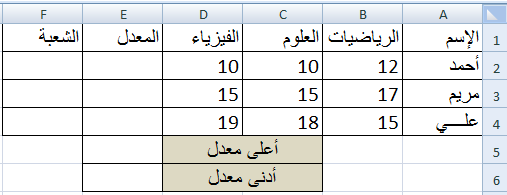 A B C D E F
1 الإسم الرياضيات العلوم الفيزياء المعدل الشعبة
2 أحمد 12 10 10
3 مريم 17 15 15
4 علـــــي 15 18 19
5 أعلى معدل
6 أدنى معدل